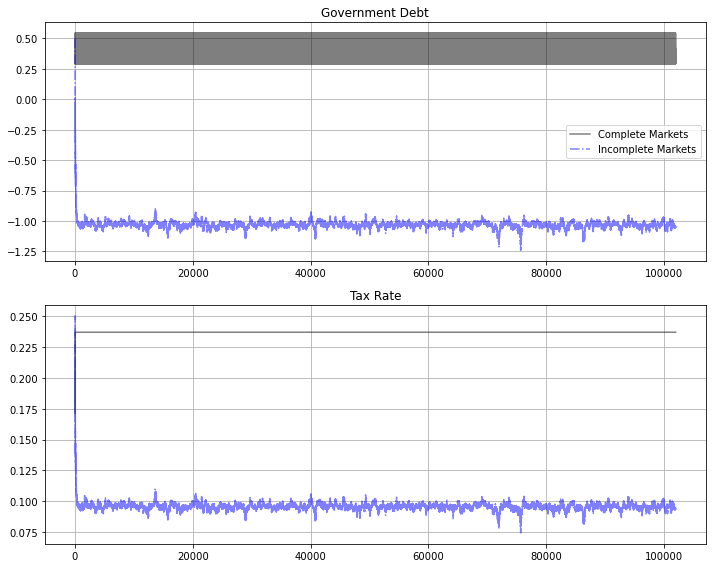 Government Debt
0.50
0.25
0.00
−0.25
−0.50
−0.75
−1.00
−1.25
Complete Markets
Incomplete Markets
0 20000 40000 60000 80000 100000
Tax Rate
0.250
0.225
0.200
0.175
0.150
0.125
0.100
0.075
0 20000 40000 60000 80000 100000